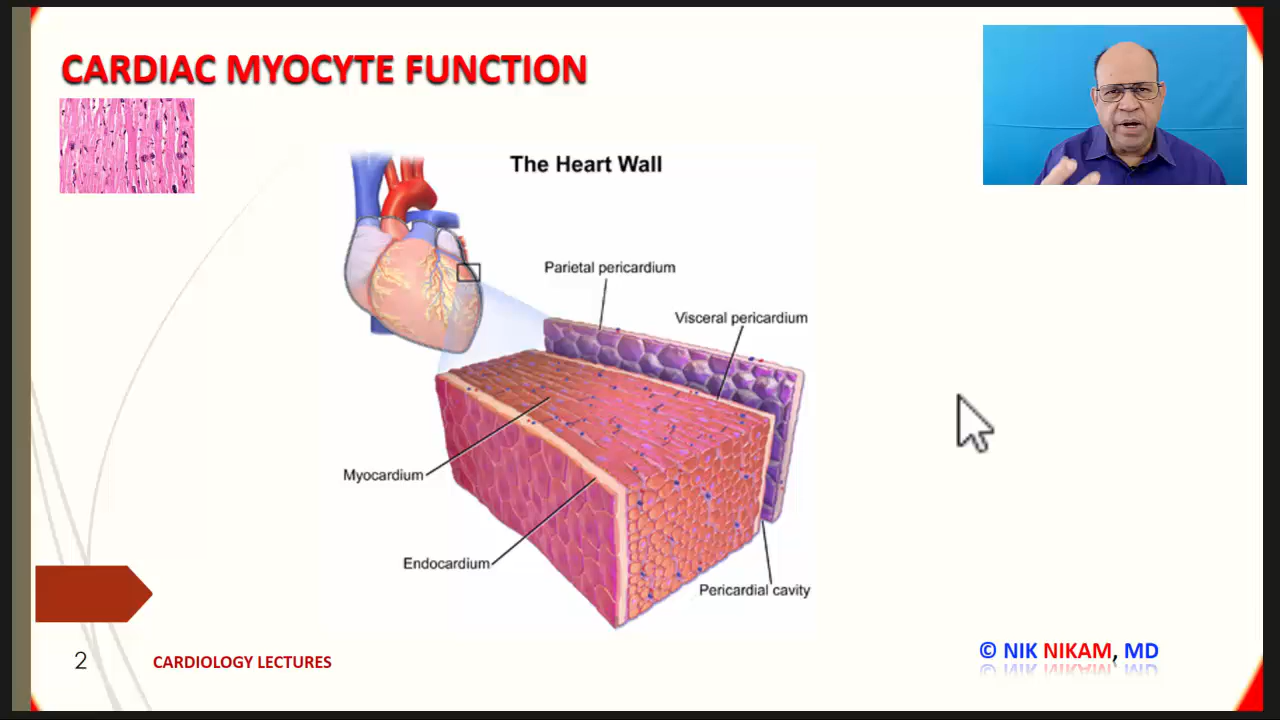 CARDIAC MYOCYTE FUNCTION
The Heart Wall
Parietal pericardium
Visceral pericardium
Myocardium
Endocardium
Pericardial cavity
2
CARDIOLOGY LECTURES
© NIK NIKAM, MD